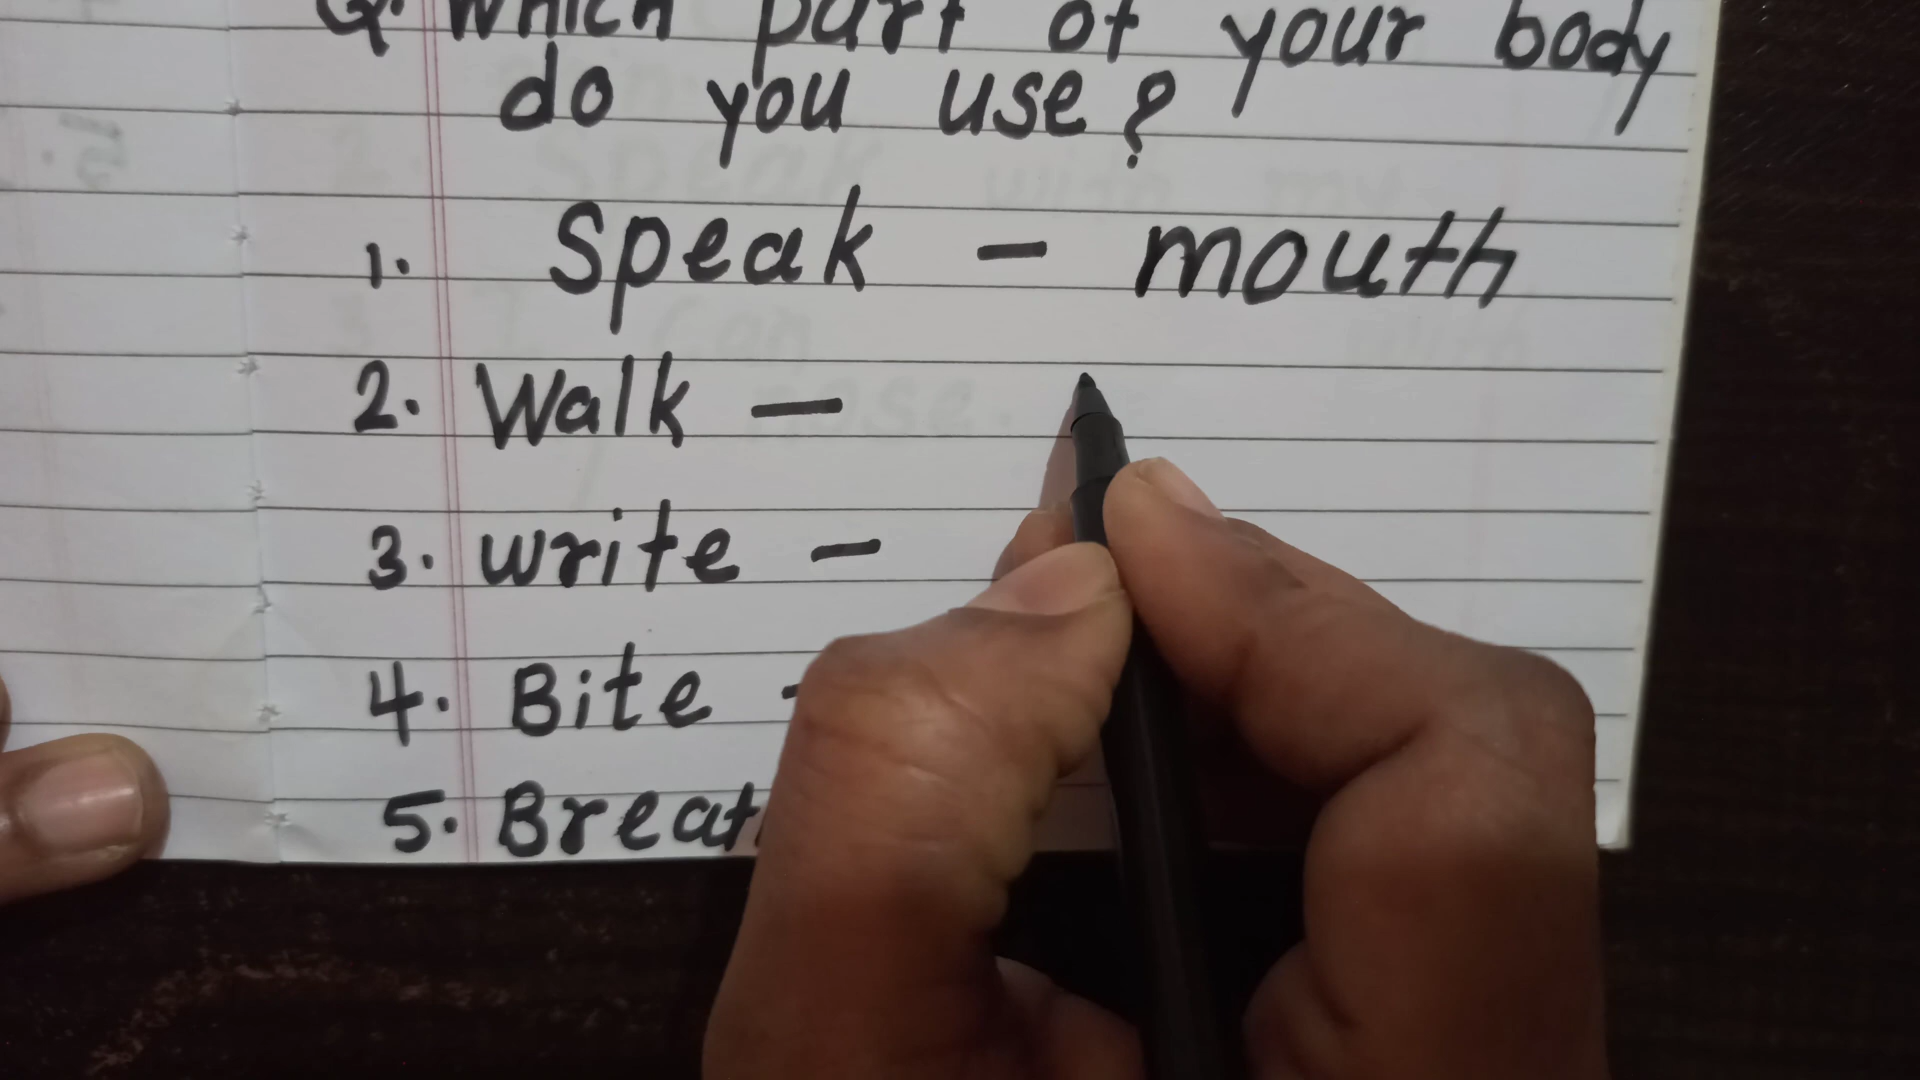 Q. Which part of your body
do you use?
1. Speak - mouth
2. Walk -
3. write -
4. Bite -
5. Breat